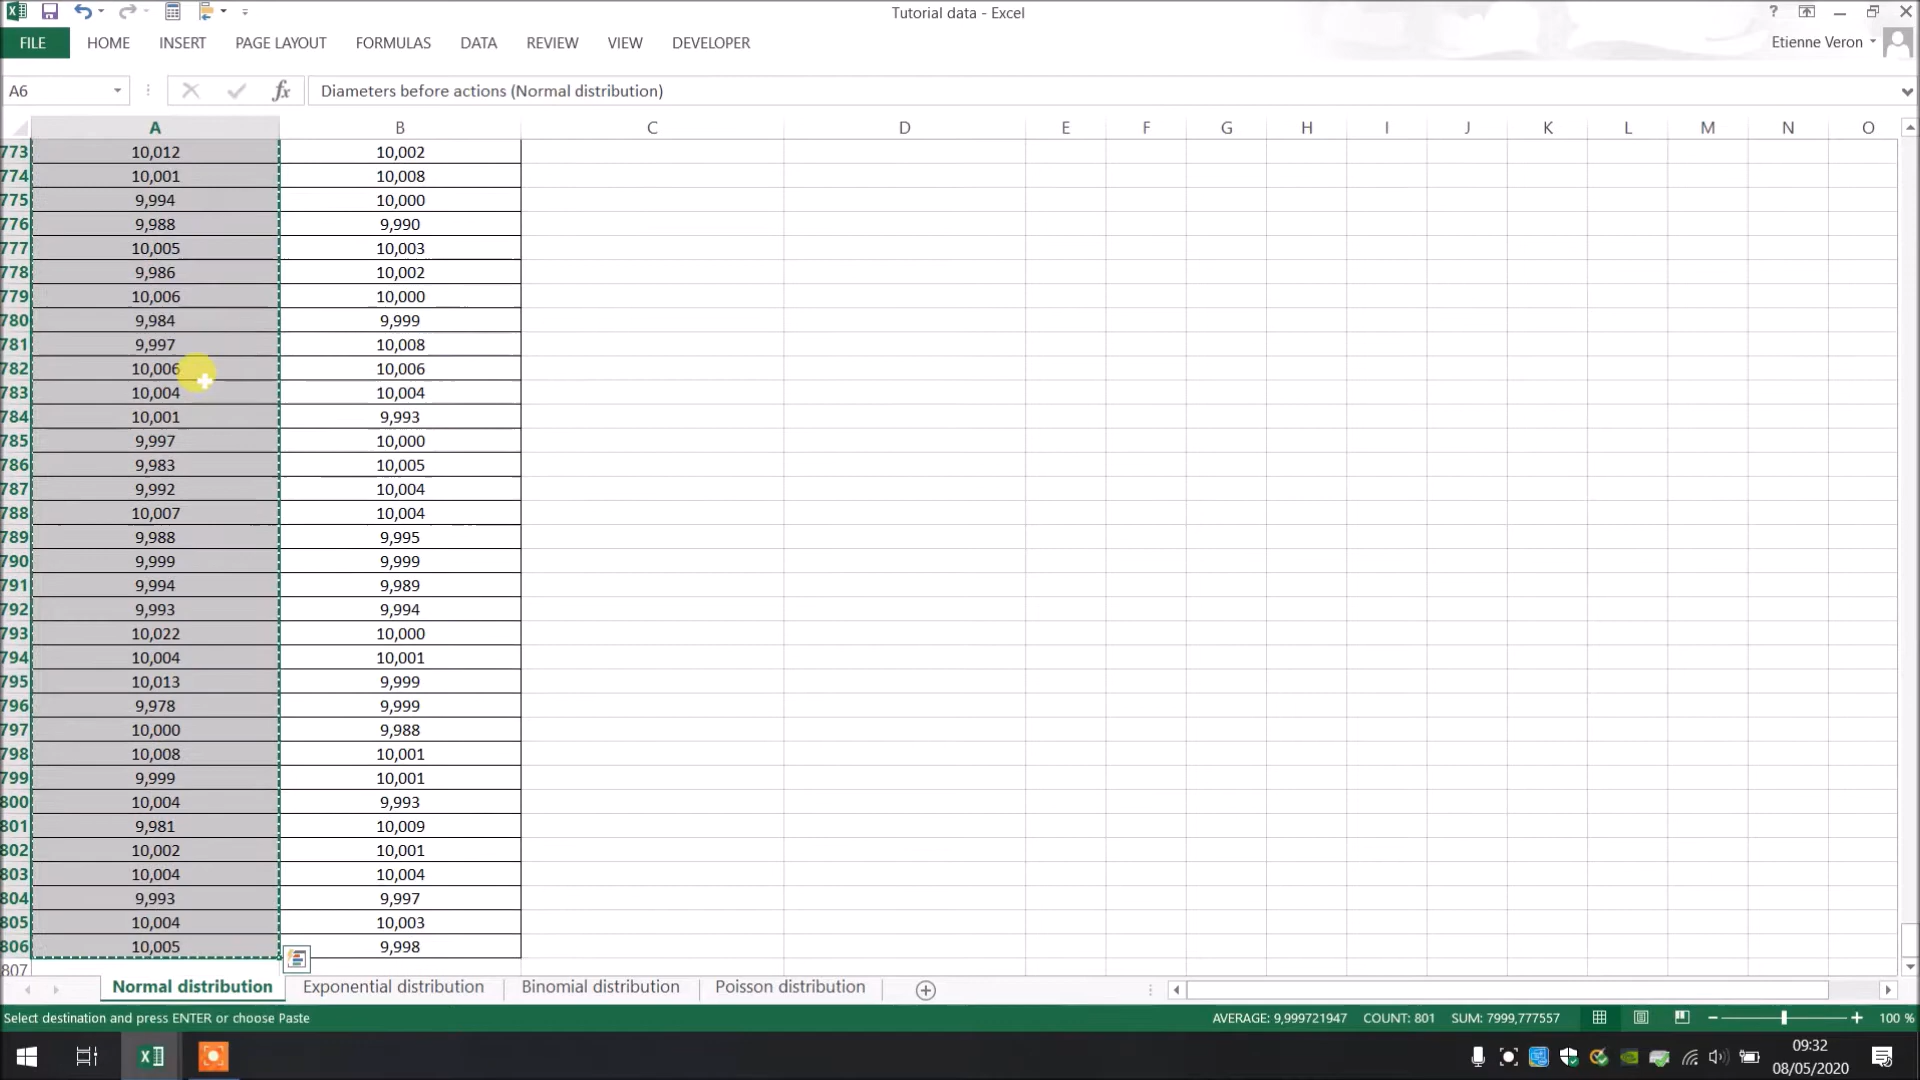 Tutorial data - Excel
?
FILE HOME INSERT PAGE LAYOUT FORMULAS DATA REVIEW VIEW DEVELOPER
Etienne Veron
A6 fx Diameters before actions (Normal distribution)
A B C D E F G H I J K L M N O
773 10,012 10,002
774 10,001 10,008
775 9,994 10,000
776 9,988 9,990
777 10,005 10,003
778 9,986 10,002
779 10,006 10,000
780 9,984 9,999
781 9,997 10,008
782 10,006 10,006
783 10,004 10,004
784 10,001 9,993
785 9,997 10,000
786 9,983 10,005
787 9,992 10,004
788 10,007 10,004
789 9,988 9,995
790 9,999 9,999
791 9,994 9,989
792 9,993 9,994
793 10,022 10,000
794 10,004 10,001
795 10,013 9,999
796 9,978 9,999
797 10,000 9,988
798 10,008 10,001
799 9,999 10,001
800 10,004 9,993
801 9,981 10,009
802 10,002 10,001
803 10,004 10,004
804 9,993 9,997
805 10,004 10,003
806 10,005 9,998
807
Normal distribution Exponential distribution Binomial distribution Poisson distribution
Select destination and press ENTER or choose Paste AVERAGE: 9,999721947 COUNT: 801 SUM: 7999,777557 100 %
09:32
08/05/2020